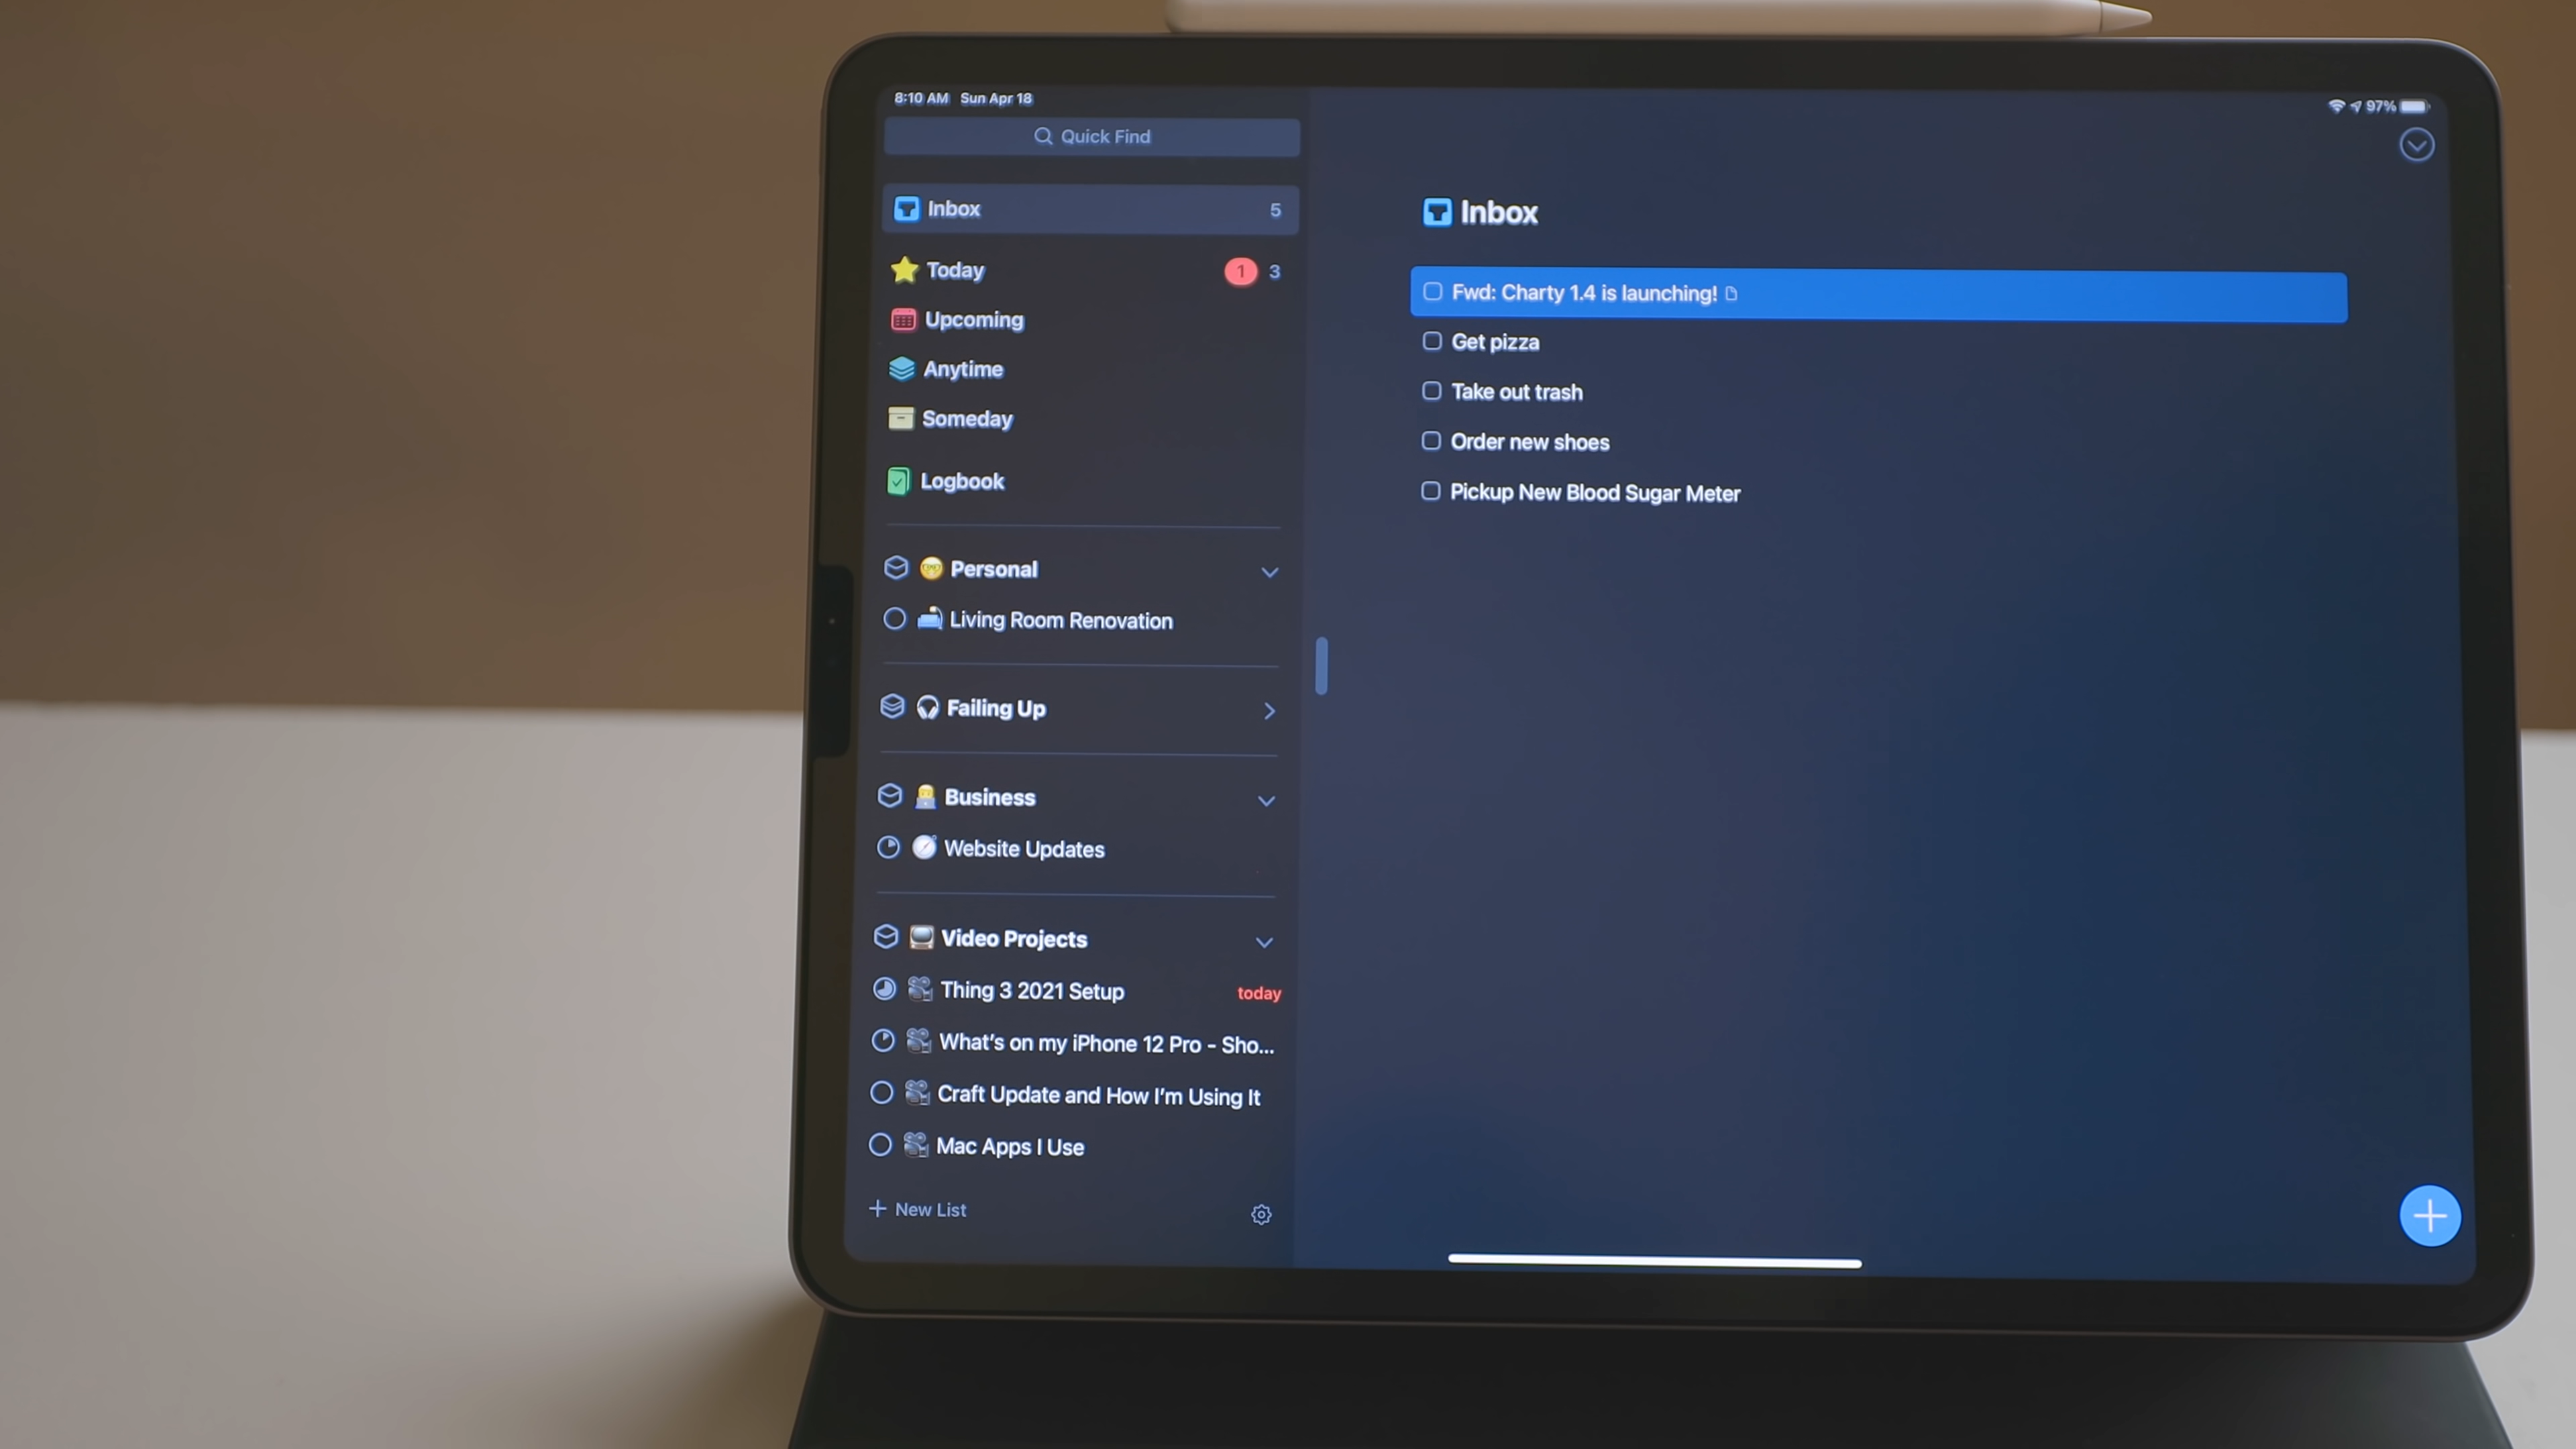 8:10 AM Sun Apr 18
97%
Quick Find
Inbox 5
Today 1 3
Upcoming
Anytime
Someday
Logbook
Personal
Living Room Renovation
Failing Up
Business
Website Updates
Video Projects
Thing 3 2021 Setup today
What's on my iPhone 12 Pro - Sho...
Craft Update and How I'm Using It
Mac Apps I Use
New List
Inbox
Fwd: Charty 1.4 is launching!
Get pizza
Take out trash
Order new shoes
Pickup New Blood Sugar Meter